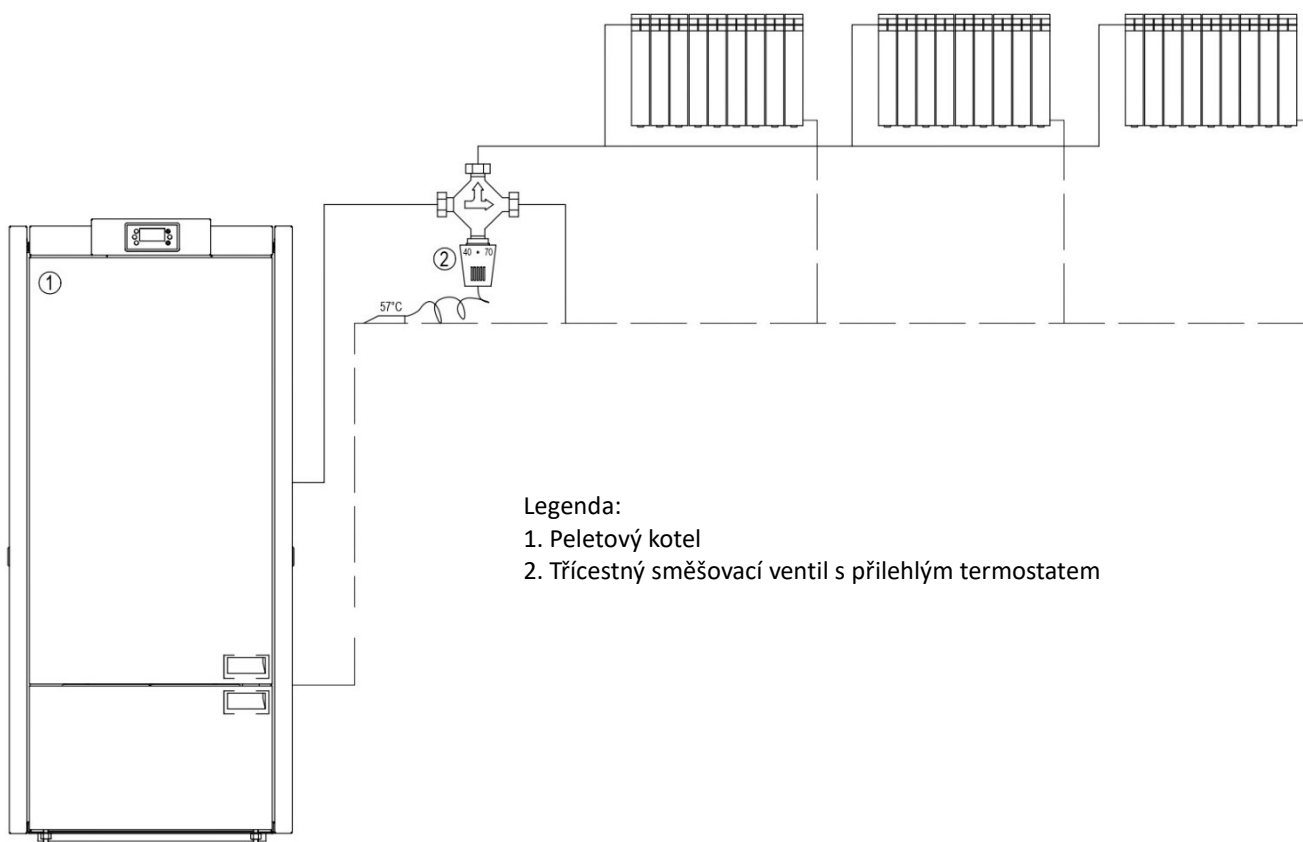 40 • 70
2
1
57°C
Legenda:
1. Peletový kotel
2. Třícestný směšovací ventil s přilehlým termostatem